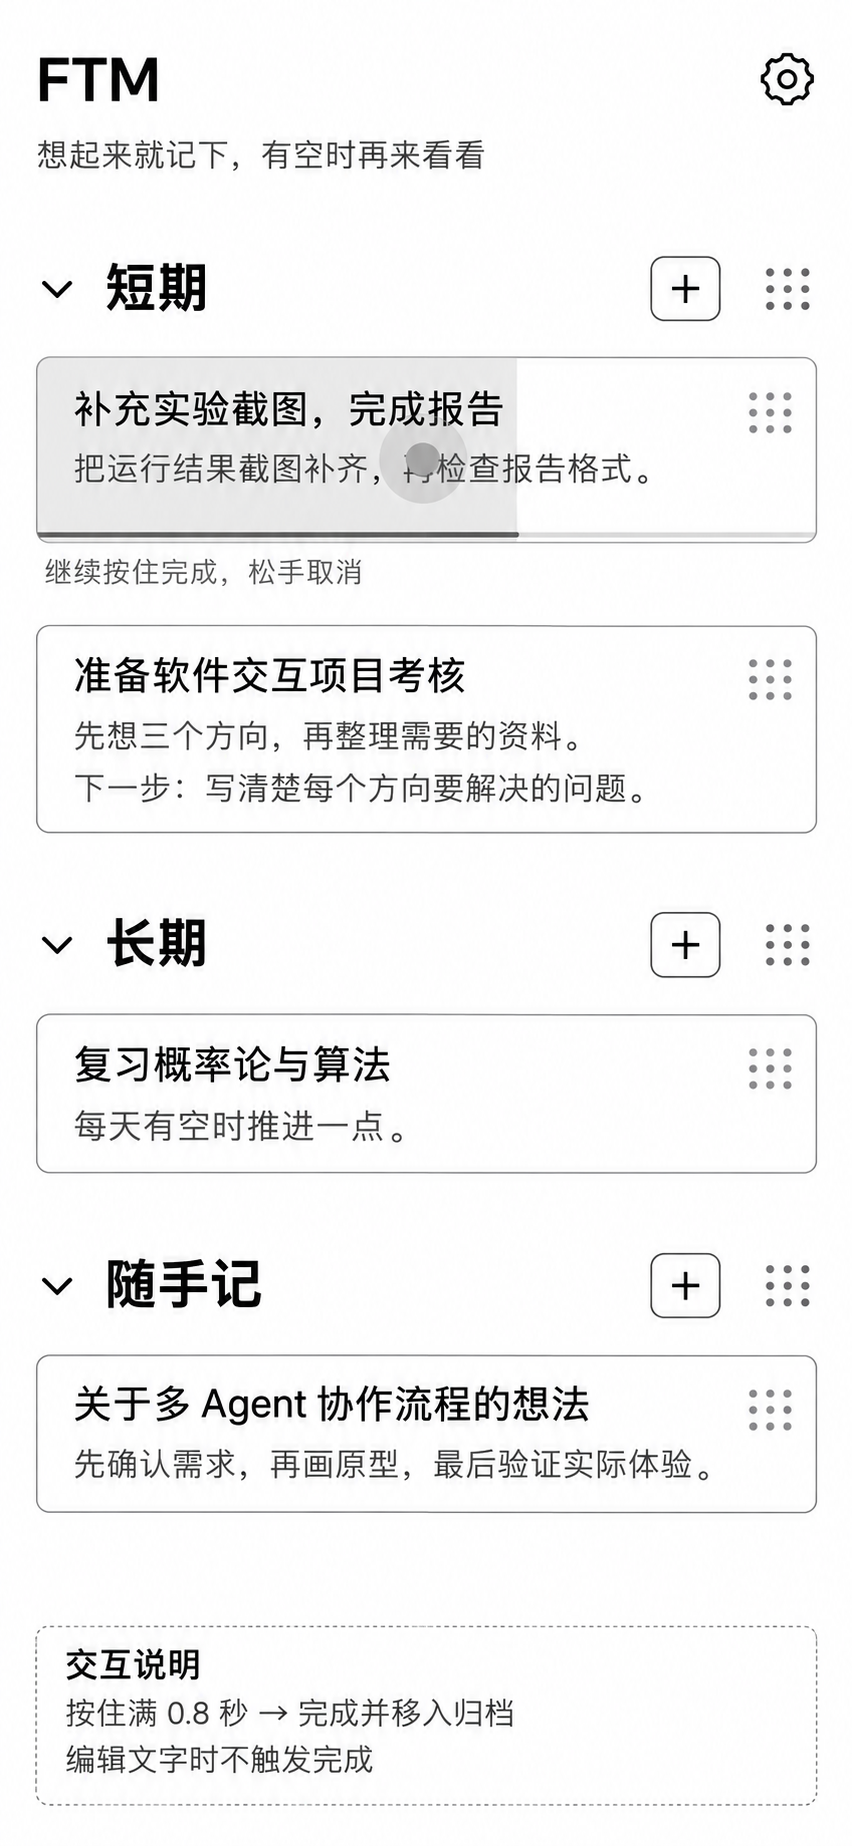 FTM
想起来就记下，有空时再来看看
短期
补充实验截图，完成报告
把运行结果截图补齐，再检查报告格式。
继续按住完成，松手取消
准备软件交互项目考核
先想三个方向，再整理需要的资料。
下一步：写清楚每个方向要解决的问题。
长期
复习概率论与算法
每天有空时推进一点。
随手记
关于多 Agent 协作流程的想法
先确认需求，再画原型，最后验证实际体验。
交互说明
按住满 0.8 秒 → 完成并移入归档
编辑文字时不触发完成